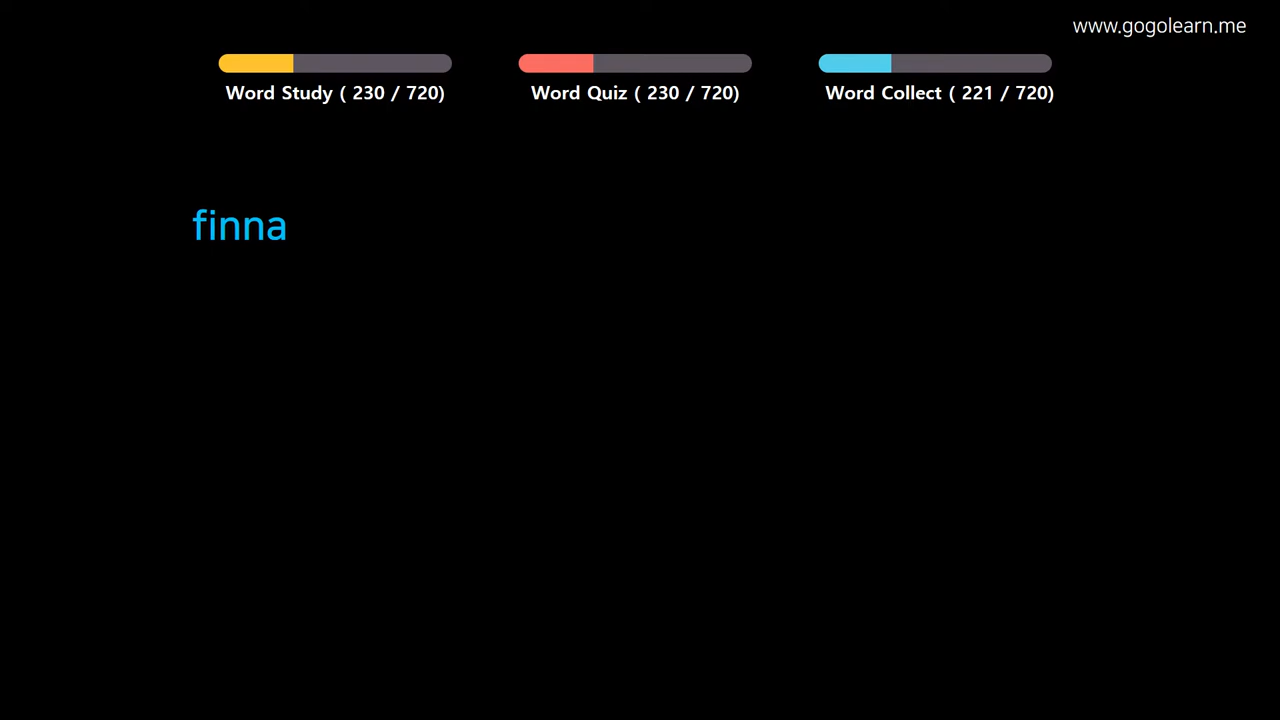 www.gogolearn.me
Word Study ( 230 / 720)
Word Quiz ( 230 / 720)
Word Collect ( 221 / 720)
finna